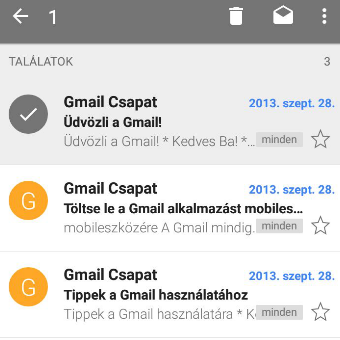 1
TALÁLATOK 3
Gmail Csapat 2013. szept. 28.
Üdvözli a Gmail!
Üdvözli a Gmail! * Kedves Ba! *... minden
G Gmail Csapat 2013. szept. 28.
Töltse le a Gmail alkalmazást mobiles...
mobileszközére A Gmail mindig. minden
G Gmail Csapat 2013. szept. 28.
Tippek a Gmail használatához
Tippek a Gmail használatára * minden